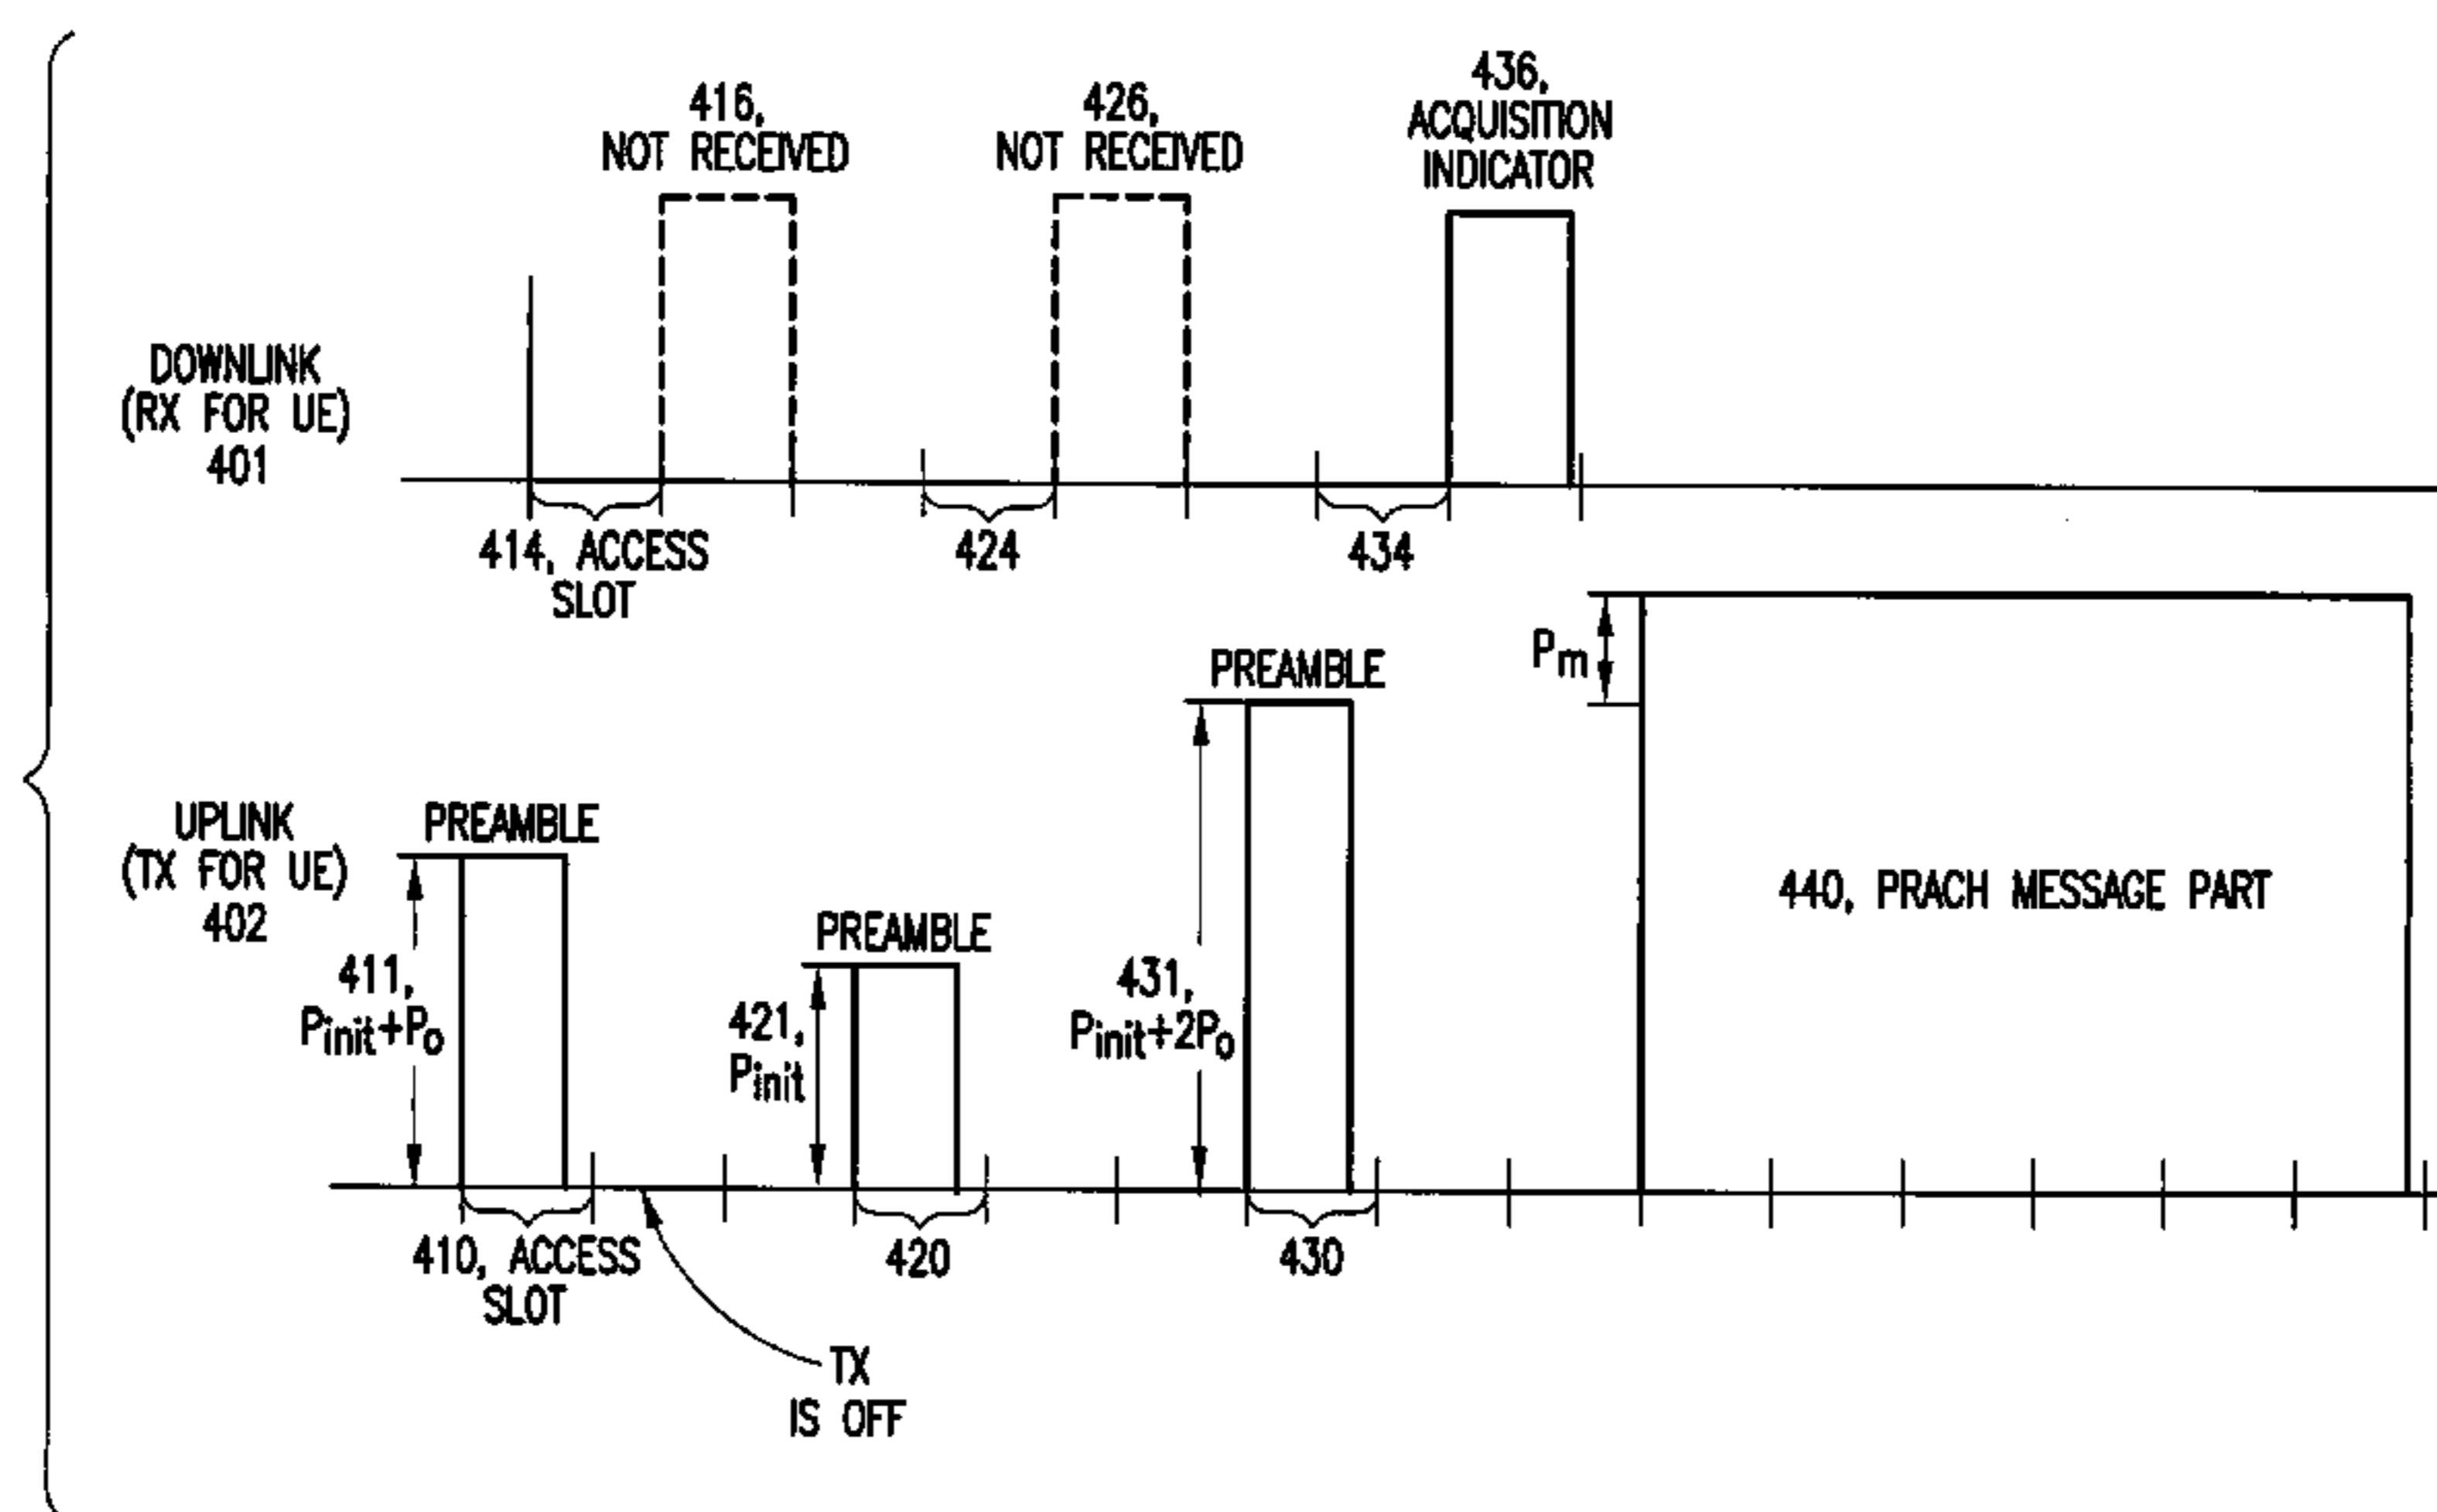 416,
NOT RECEIVED
426,
NOT RECEIVED
436,
ACQUISITION
INDICATOR
DOWNLINK
(RX FOR UE)
401
414, ACCESS
SLOT
424
434
Pm
PREAMBLE
UPLINK
(TX FOR UE)
402
PREAMBLE
411,
Pinit+Po
PREAMBLE
421,
Pinit
431,
Pinit+2Po
440, PRACH MESSAGE PART
410, ACCESS
SLOT
420
430
TX
IS OFF